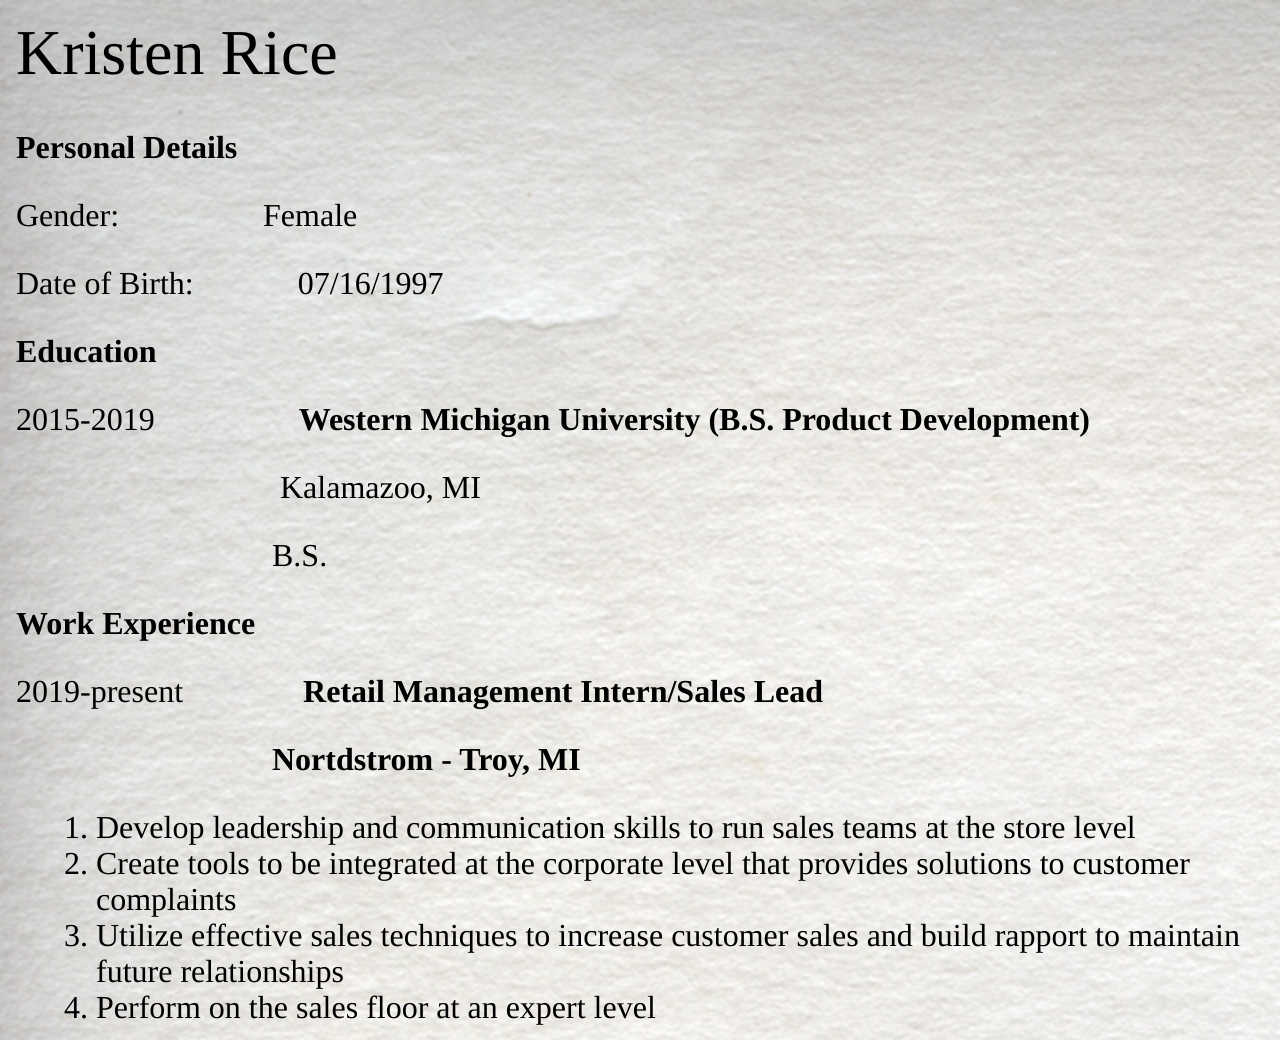 Kristen Rice
Personal Details
Gender: Female
Date of Birth: 07/16/1997
Education
2015-2019 Western Michigan University (B.S. Product Development)
Kalamazoo, MI
B.S.
Work Experience
2019-present Retail Management Intern/Sales Lead
Nortdstrom - Troy, MI
1. Develop leadership and communication skills to run sales teams at the store level
2. Create tools to be integrated at the corporate level that provides solutions to customer
complaints
3. Utilize effective sales techniques to increase customer sales and build rapport to maintain
future relationships
4. Perform on the sales floor at an expert level